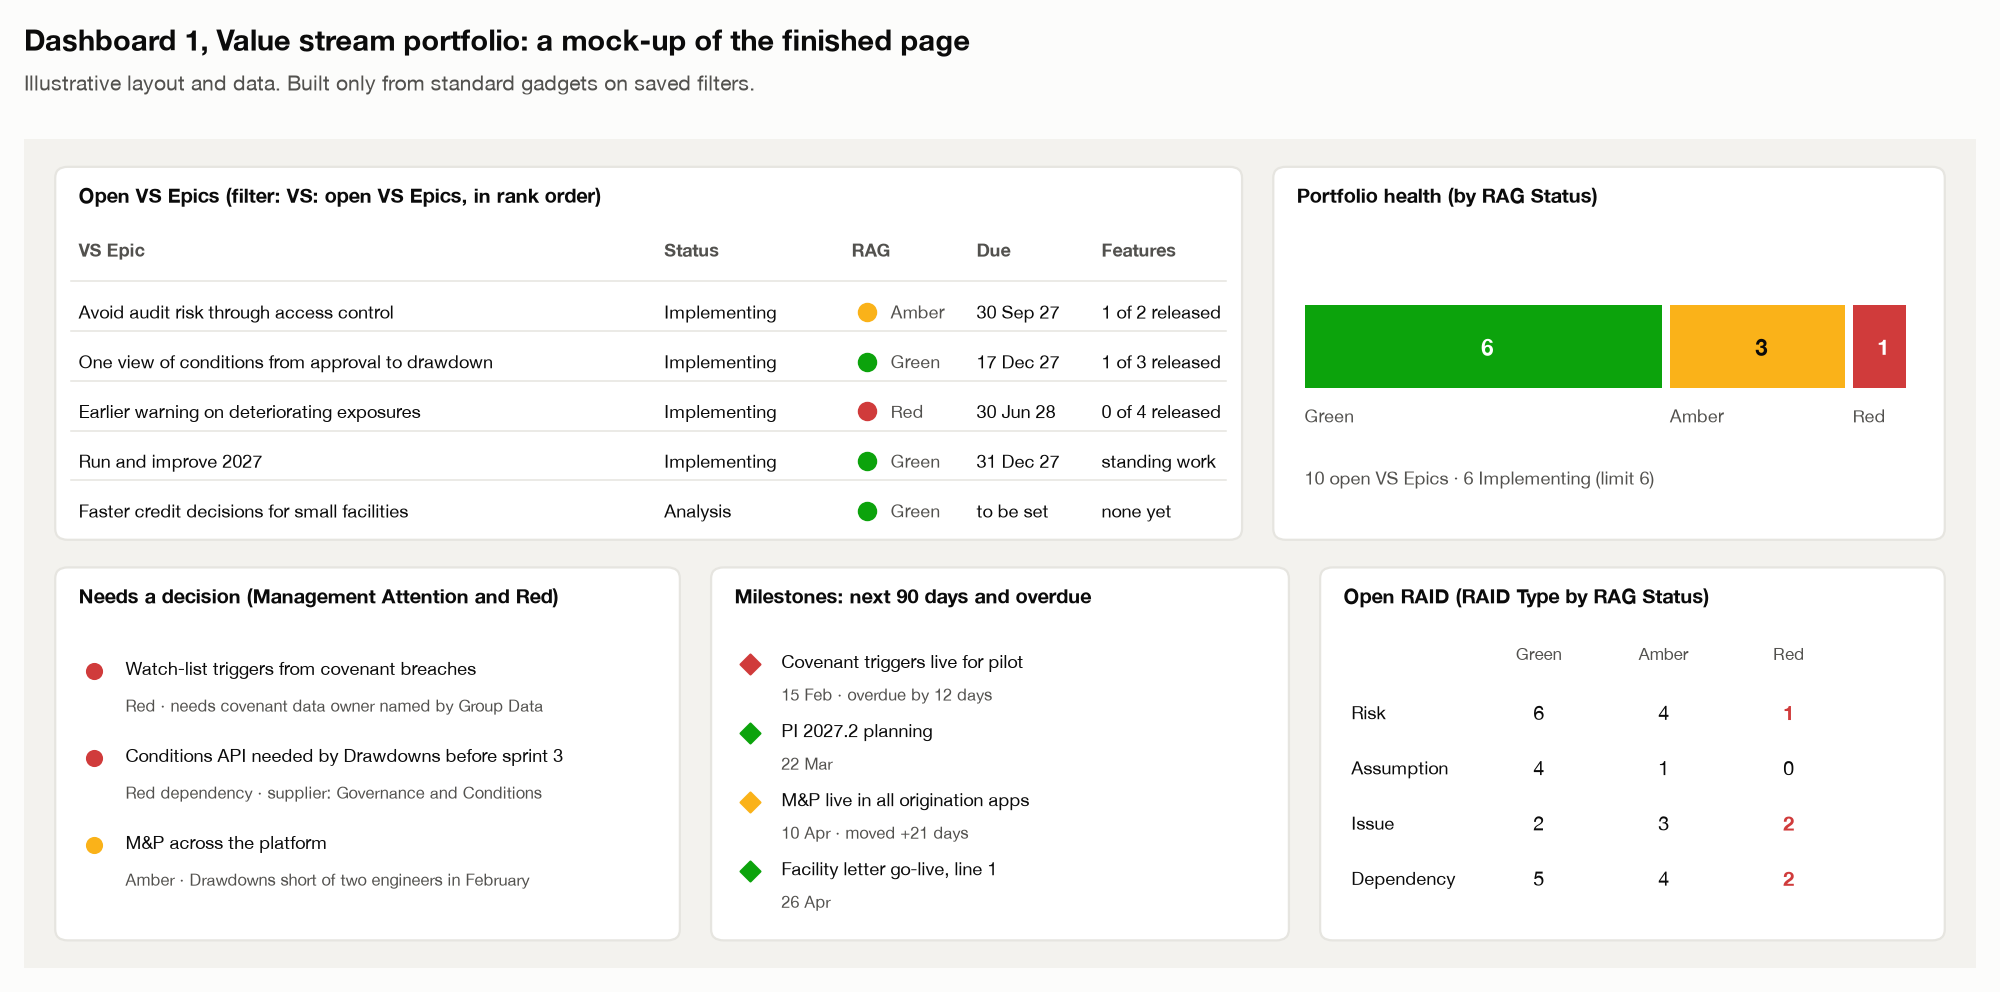 Dashboard 1, Value stream portfolio: a mock-up of the finished page
Illustrative layout and data. Built only from standard gadgets on saved filters.
Open VS Epics (filter: VS: open VS Epics, in rank order)
VS Epic Status RAG Due Features
Avoid audit risk through access control Implementing Amber 30 Sep 27 1 of 2 released
One view of conditions from approval to drawdown Implementing Green 17 Dec 27 1 of 3 released
Earlier warning on deteriorating exposures Implementing Red 30 Jun 28 0 of 4 released
Run and improve 2027 Implementing Green 31 Dec 27 standing work
Faster credit decisions for small facilities Analysis Green to be set none yet
Portfolio health (by RAG Status)
6 3 1
Green Amber Red
10 open VS Epics · 6 Implementing (limit 6)
Needs a decision (Management Attention and Red)
Watch-list triggers from covenant breaches
Red · needs covenant data owner named by Group Data
Conditions API needed by Drawdowns before sprint 3
Red dependency · supplier: Governance and Conditions
M&P across the platform
Amber · Drawdowns short of two engineers in February
Milestones: next 90 days and overdue
Covenant triggers live for pilot
15 Feb · overdue by 12 days
PI 2027.2 planning
22 Mar
M&P live in all origination apps
10 Apr · moved +21 days
Facility letter go-live, line 1
26 Apr
Open RAID (RAID Type by RAG Status)
Green Amber Red
Risk 6 4 1
Assumption 4 1 0
Issue 2 3 2
Dependency 5 4 2